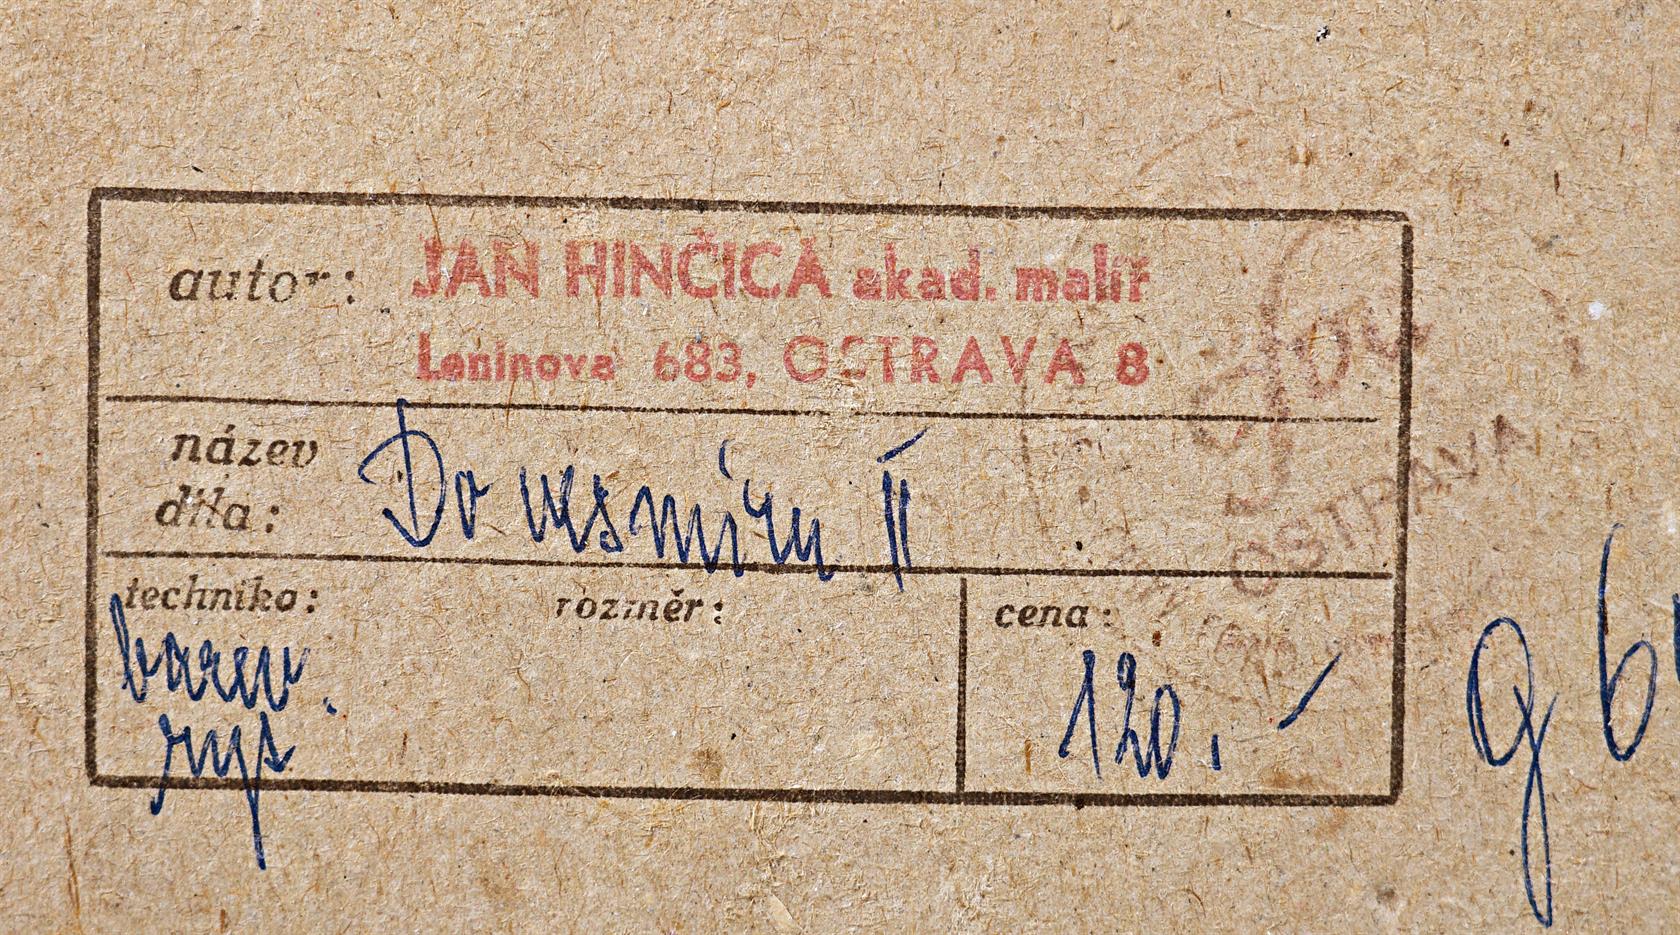 autor: JAN HINČICA akad. malíř
Leninova 683, OSTRAVA 8
název
díla: Do vesmíru II
technika: rozměr: cena:
barev.
rys
120.-
OSTRAVA
g 6